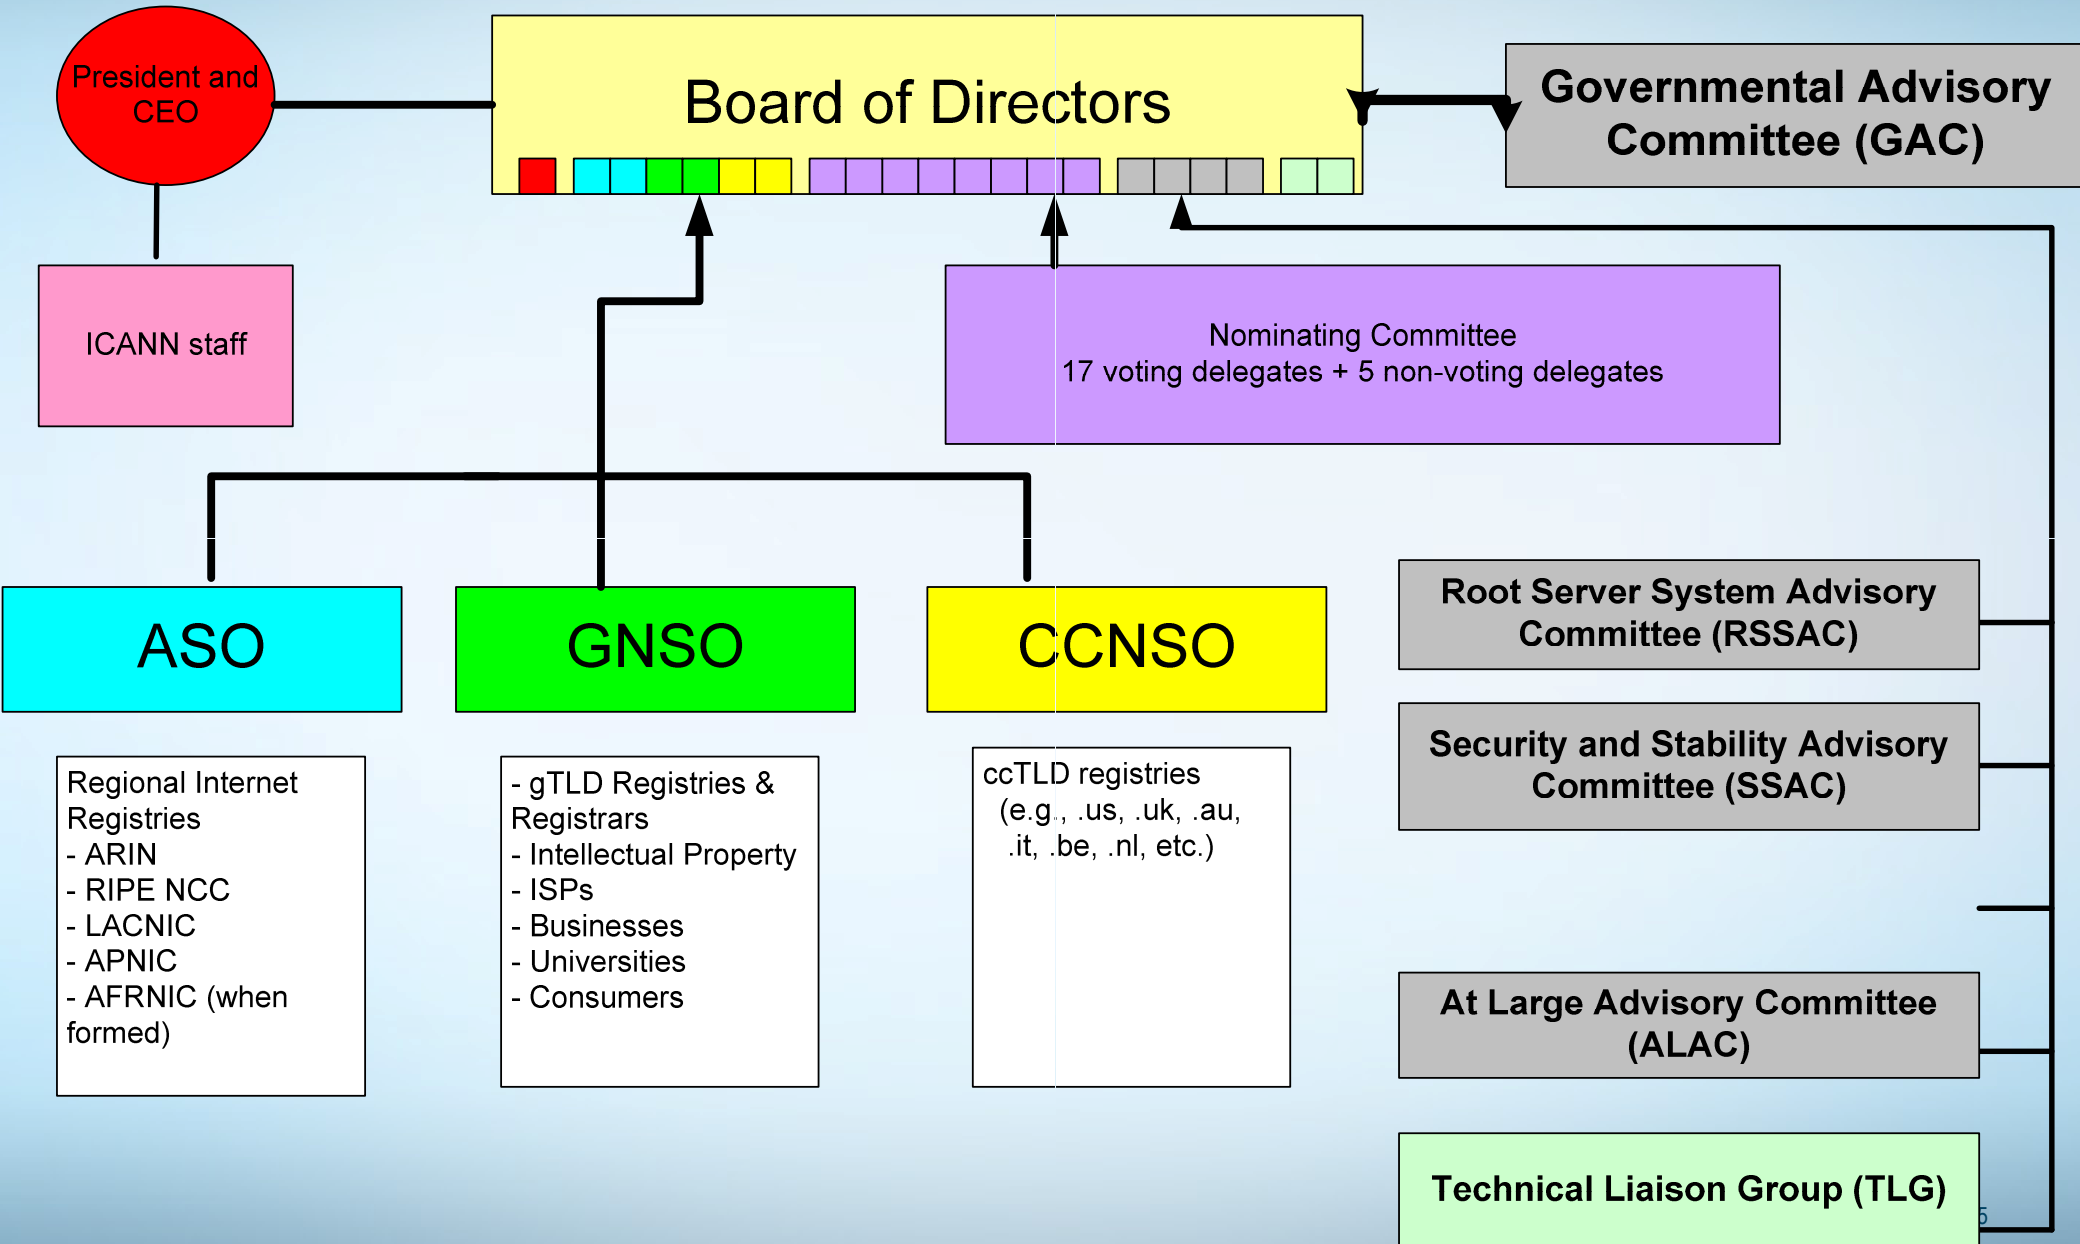 President and
CEO
Board of Directors
Governmental Advisory
Committee (GAC)
ICANN staff
Nominating Committee
17 voting delegates + 5 non-voting delegates
ASO
GNSO
CCNSO
Regional Internet
Registries
- ARIN
- RIPE NCC
- LACNIC
- APNIC
- AFRNIC (when
formed)
- gTLD Registries &
Registrars
- Intellectual Property
- ISPs
- Businesses
- Universities
- Consumers
ccTLD registries
(e.g., .us, .uk, .au,
.it, .be, .nl, etc.)
Root Server System Advisory
Committee (RSSAC)
Security and Stability Advisory
Committee (SSAC)
At Large Advisory Committee
(ALAC)
Technical Liaison Group (TLG)